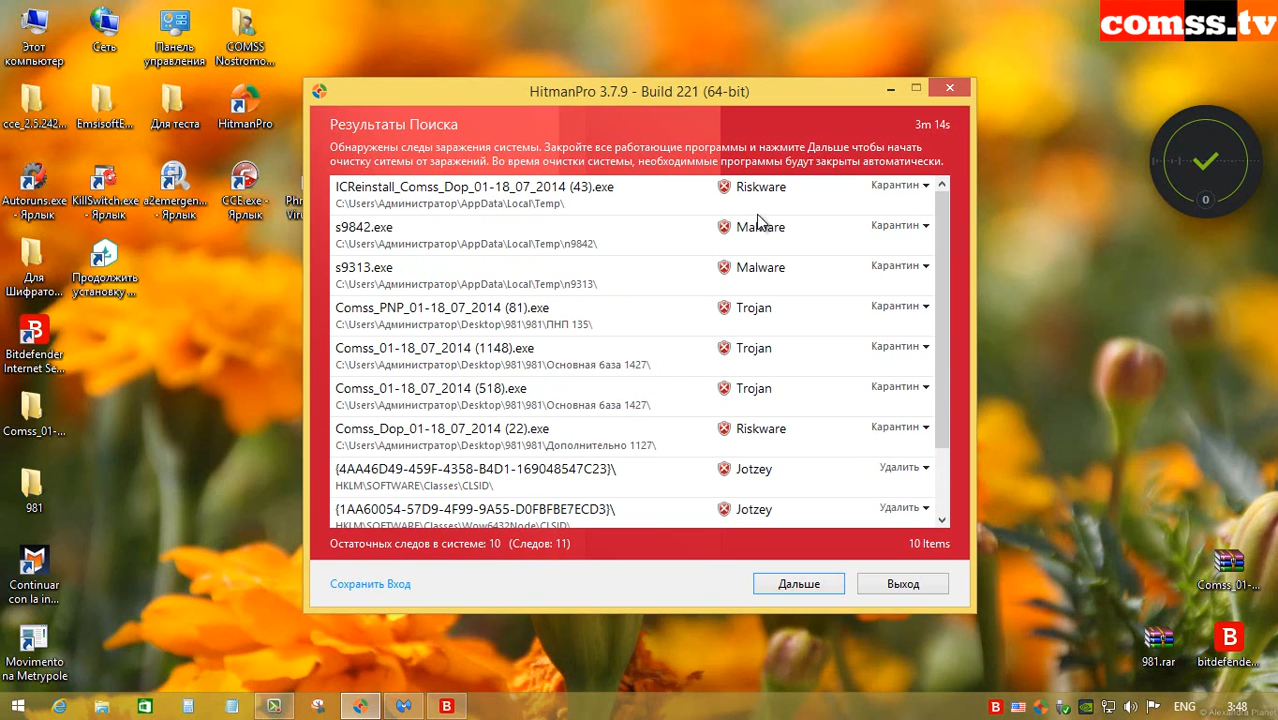 comss.tv
Этот
компьютер
Сеть
Панель
управления
COMSS
Nostromo...
cce_2.5.242...
EmsisoftE...
Для теста
HitmanPro
Autoruns.exe
- Ярлык
KillSwitch.exe
- Ярлык
a2emergen...
- Ярлык
CCE.exe -
Ярлык
Для
Шифрато...
Продолжить
установку ...
Bitdefender
Internet Se...
Comss_01-...
981
Continuar
con la in...
Movimento
na Metrypole
HitmanPro 3.7.9 - Build 221 (64-bit)
Результаты Поиска
3m 14s
Обнаружены следы заражения системы. Закройте все работающие программы и нажмите Дальше чтобы начать
очистку ситемы от заражений. Во время очистки системы, необходиммые программы будут закрыты автоматически.
ICReinstall_Comss_Dop_01-18_07_2014 (43).exe Riskware Карантин
C:\Users\Администратор\AppData\Local\Temp\
s9842.exe Malware Карантин
C:\Users\Администратор\AppData\Local\Temp\n9842\
s9313.exe Malware Карантин
C:\Users\Администратор\AppData\Local\Temp\n9313\
Comss_PNP_01-18_07_2014 (81).exe Trojan Карантин
C:\Users\Администратор\Desktop\981\981\ПНП 135\
Comss_01-18_07_2014 (1148).exe Trojan Карантин
C:\Users\Администратор\Desktop\981\981\Основная база 1427\
Comss_01-18_07_2014 (518).exe Trojan Карантин
C:\Users\Администратор\Desktop\981\981\Основная база 1427\
Comss_Dop_01-18_07_2014 (22).exe Riskware Карантин
C:\Users\Администратор\Desktop\981\981\Дополнительно 1127\
{4AA46D49-459F-4358-B4D1-169048547C23}\ Jotzey Удалить
HKLM\SOFTWARE\Classes\CLSID\
{1AA60054-57D9-4F99-9A55-D0FBFBE7ECD3}\ Jotzey Удалить
HKLM\SOFTWARE\Classes\Wow6432Node\CLSID\
Остаточных следов в системе: 10 (Следов: 11)
10 Items
Сохранить Вход
Дальше
Выход
0
Comss_01-...
981.rar
bitdefende...
ENG
3:48